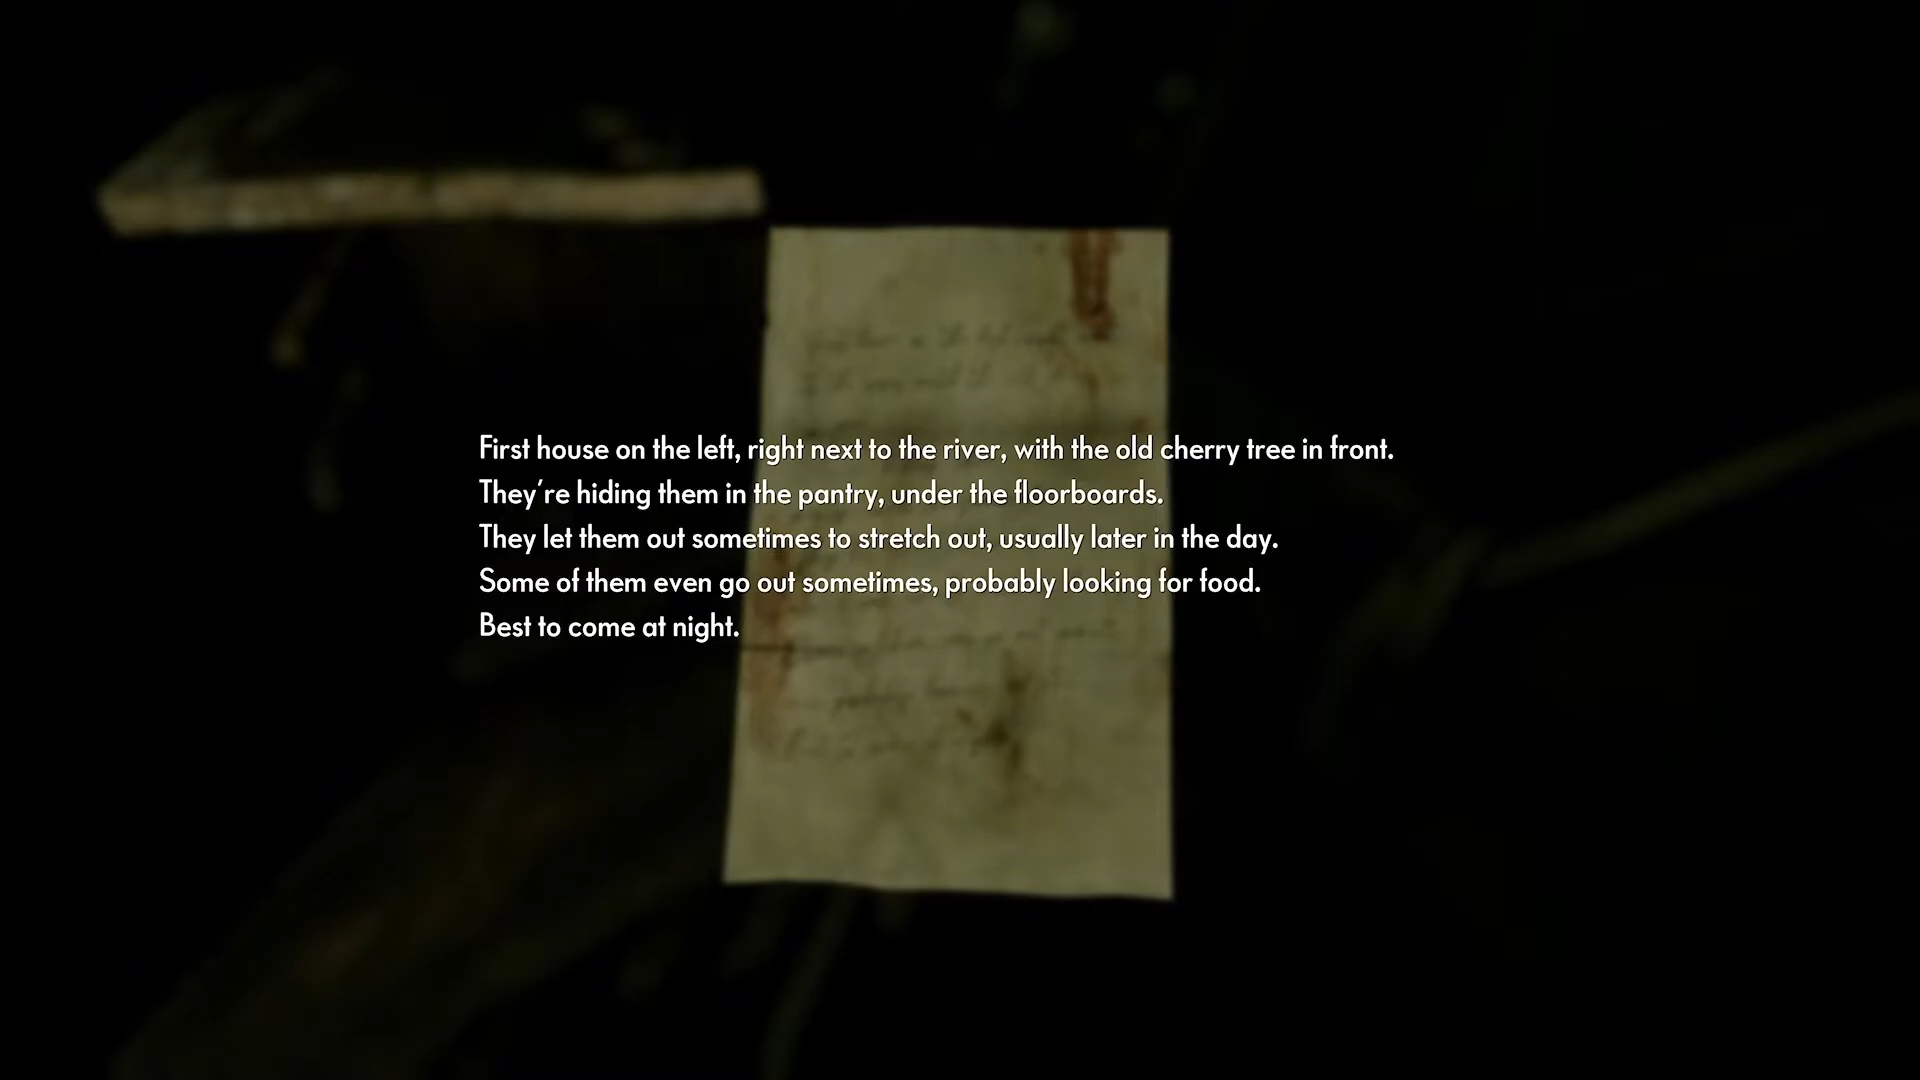 First house on the left, right next to the river, with the old cherry tree in front.
They're hiding them in the pantry, under the floorboards.
They let them out sometimes to stretch out, usually later in the day.
Some of them even go out sometimes, probably looking for food.
Best to come at night.